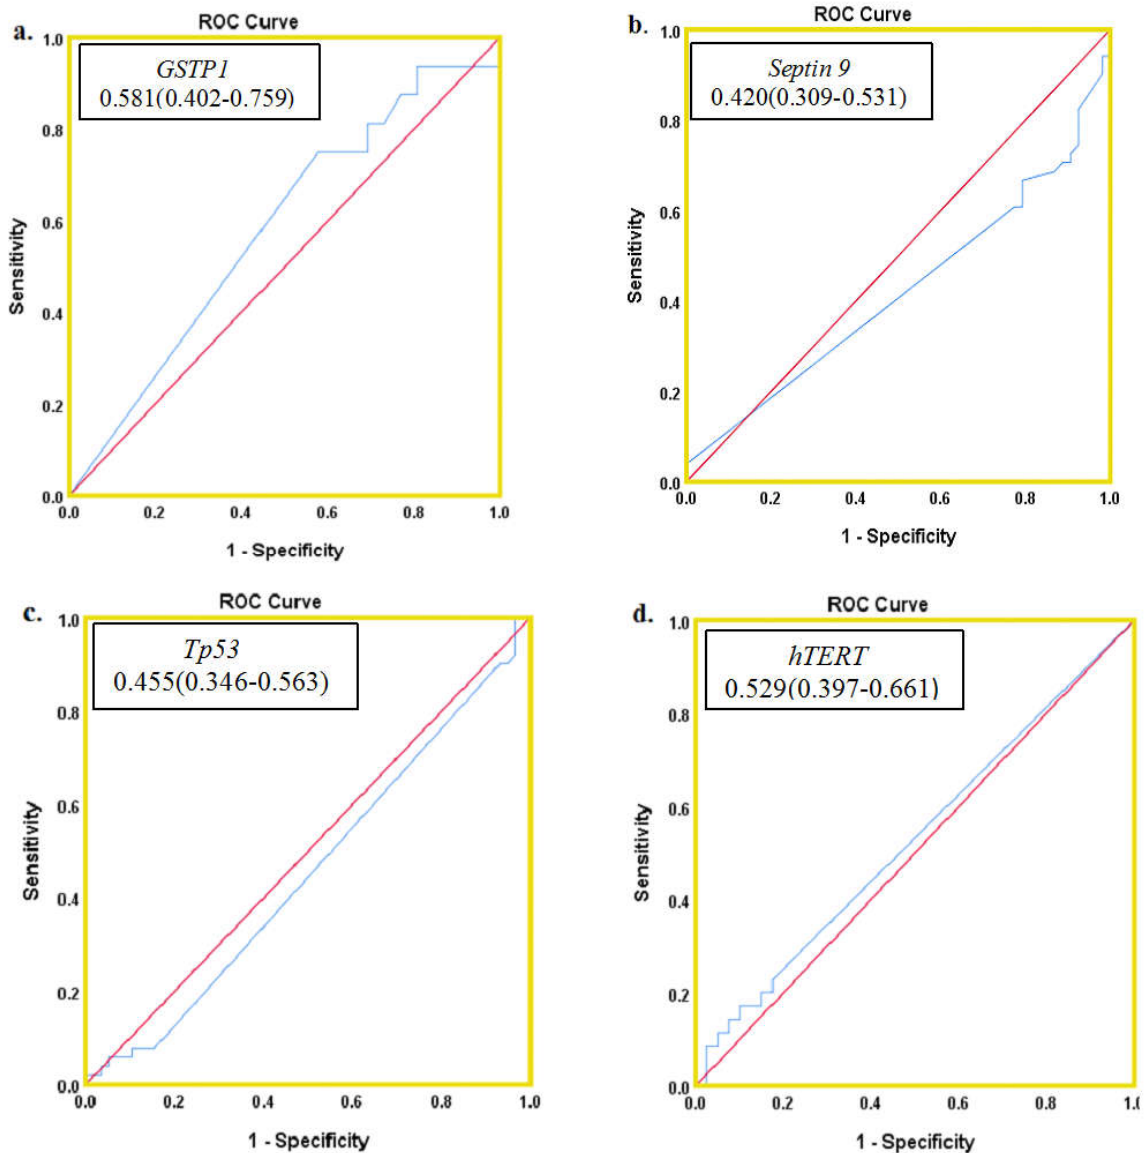 a.
ROC Curve
GSTP1
0.581(0.402-0.759)
1.0
0.8
0.6
0.4
0.2
0.0
Sensitivity
0.0 0.2 0.4 0.6 0.8 1.0
1 - Specificity
b.
ROC Curve
Septin 9
0.420(0.309-0.531)
1.0
0.8
0.6
0.4
0.2
0.0
Sensitivity
0.0 0.2 0.4 0.6 0.8 1.0
1 - Specificity
c.
ROC Curve
Tp53
0.455(0.346-0.563)
1.0
0.8
0.6
0.4
0.2
0.0
Sensitivity
0.0 0.2 0.4 0.6 0.8 1.0
1 - Specificity
d.
ROC Curve
hTERT
0.529(0.397-0.661)
1.0
0.8
0.6
0.4
0.2
0.0
Sensitivity
0.0 0.2 0.4 0.6 0.8 1.0
1 - Specificity